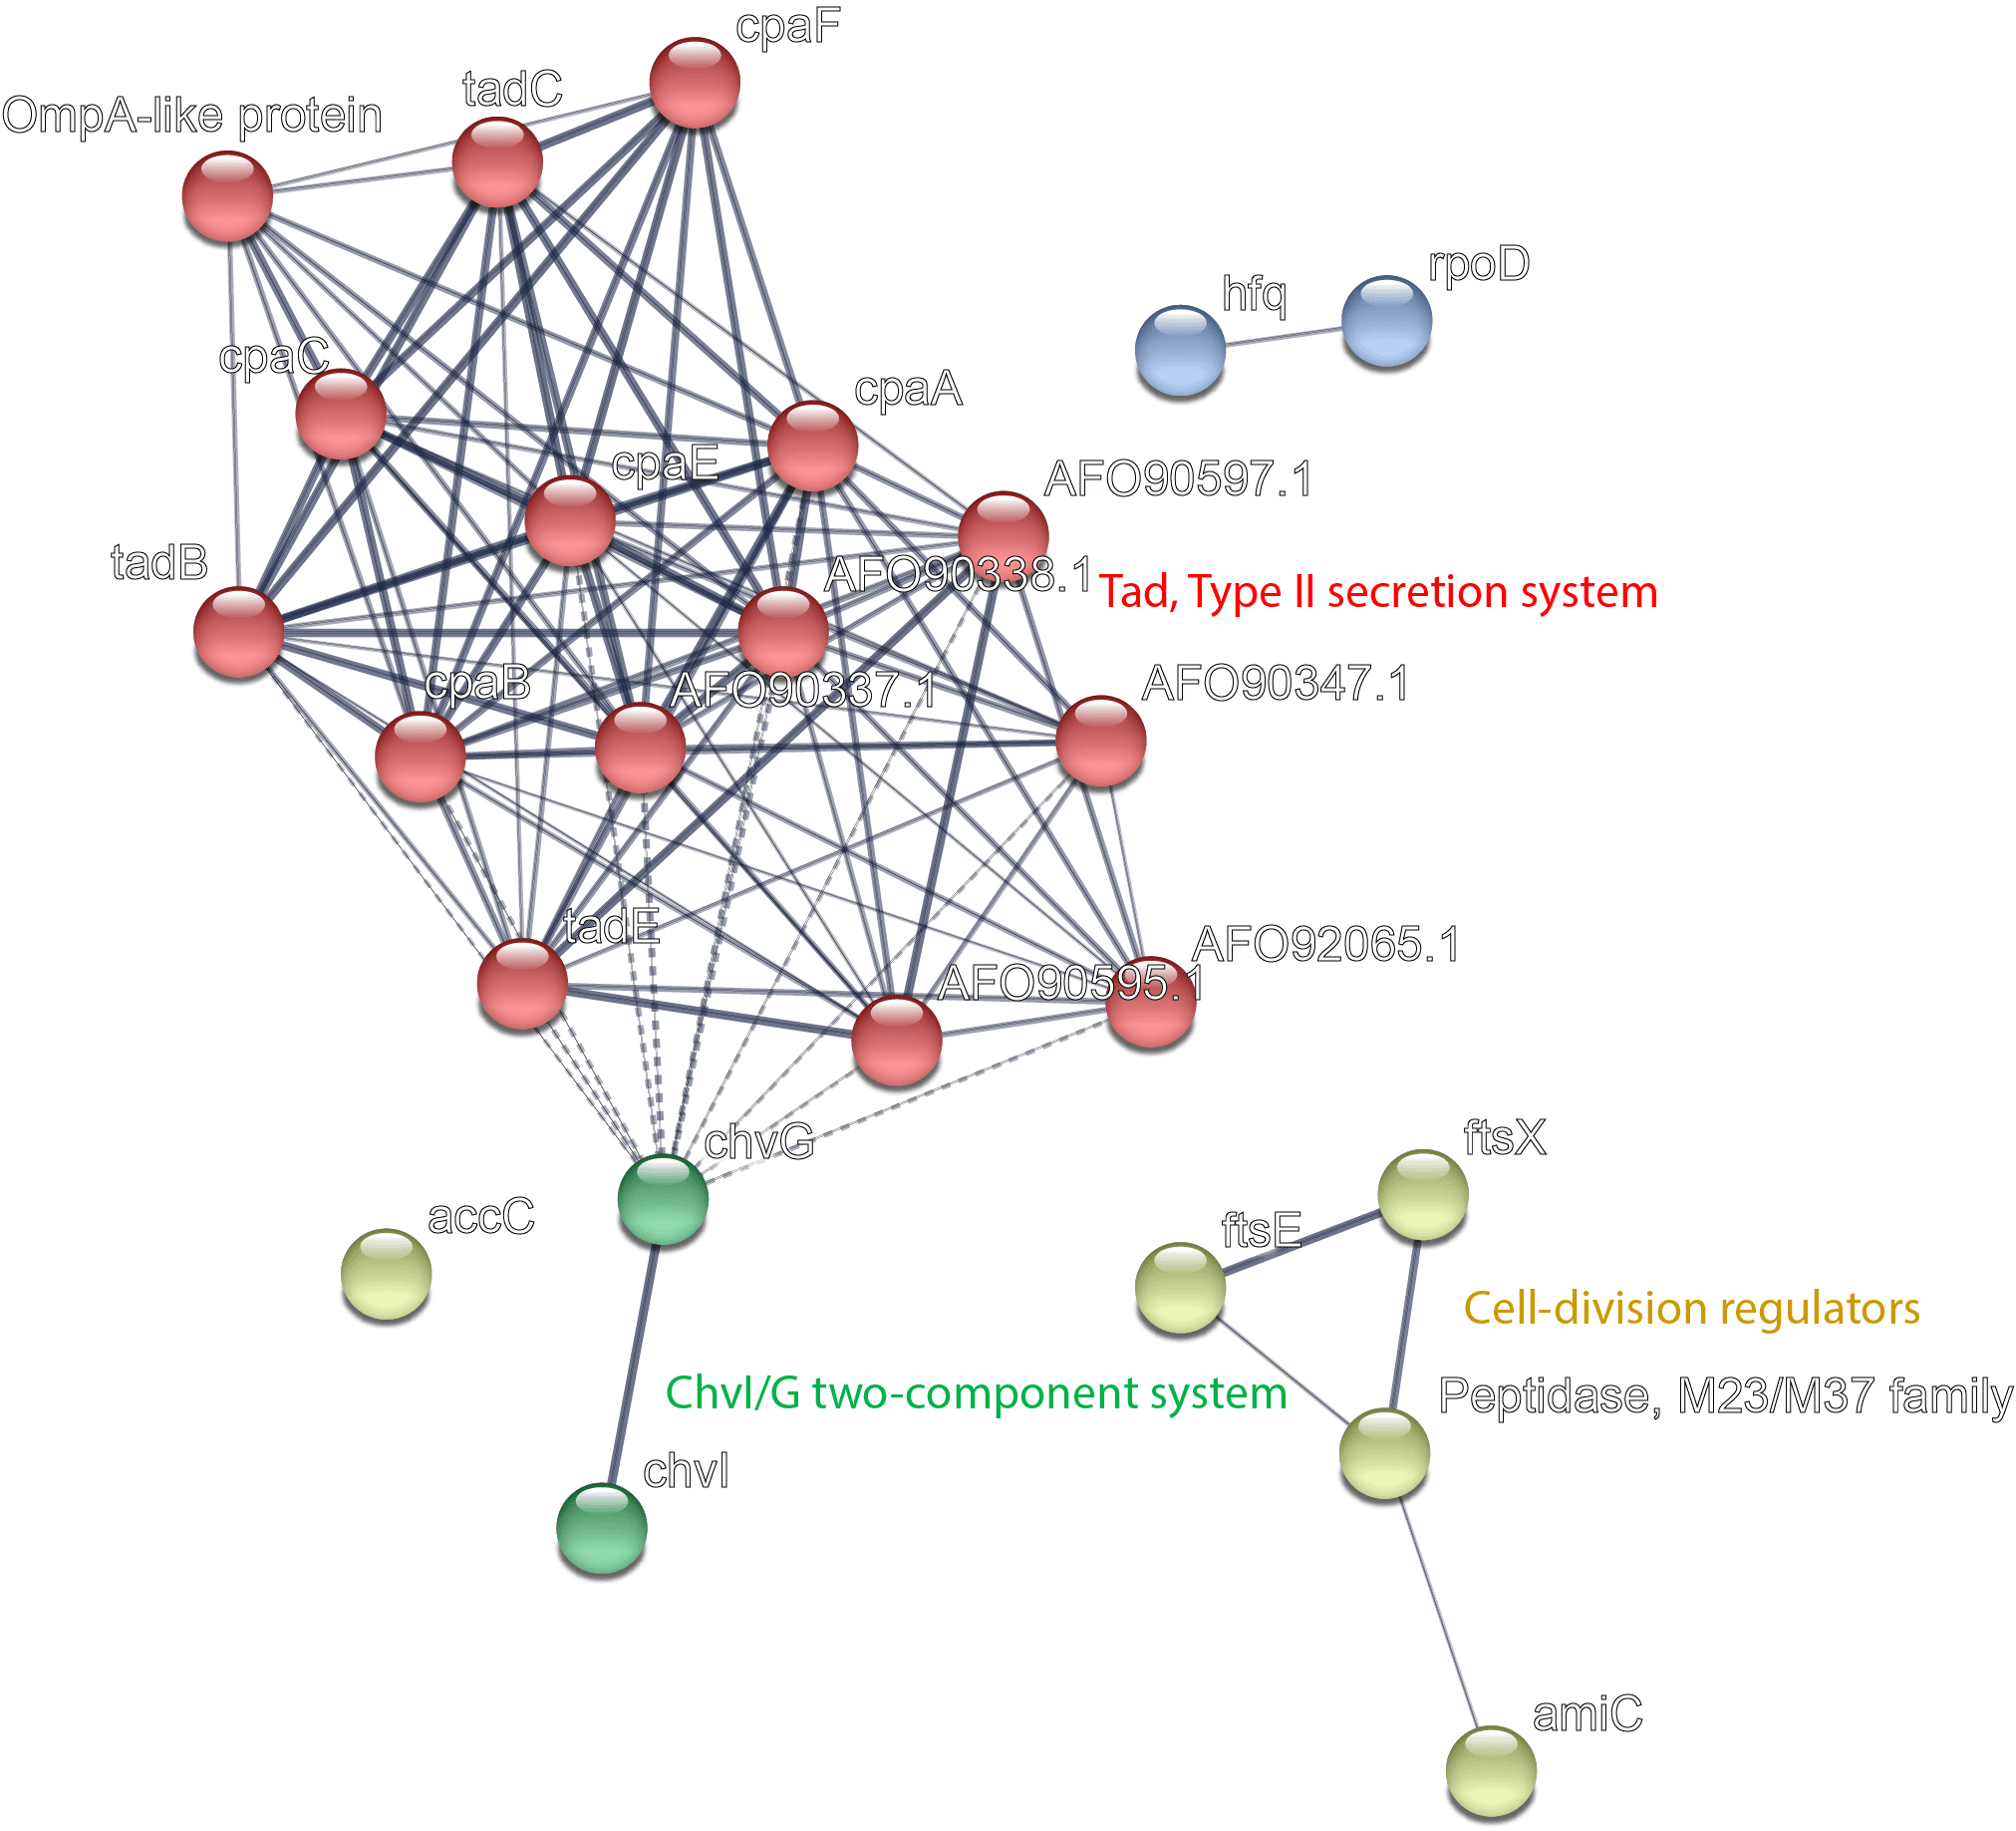 cpaF
tadC
OmpA-like protein
rpoD
hfq
cpaC
cpaA
cpaE
AFO90597.1
tadB
AFO90338.1
Tad, Type II secretion system
cpaB
AFO90337.1
AFO90347.1
tadE
AFO92065.1
AFO90595.1
chvG
ftsX
accC
ftsE
Cell-division regulators
ChvI/G two-component system
Peptidase, M23/M37 family
chvI
amiC